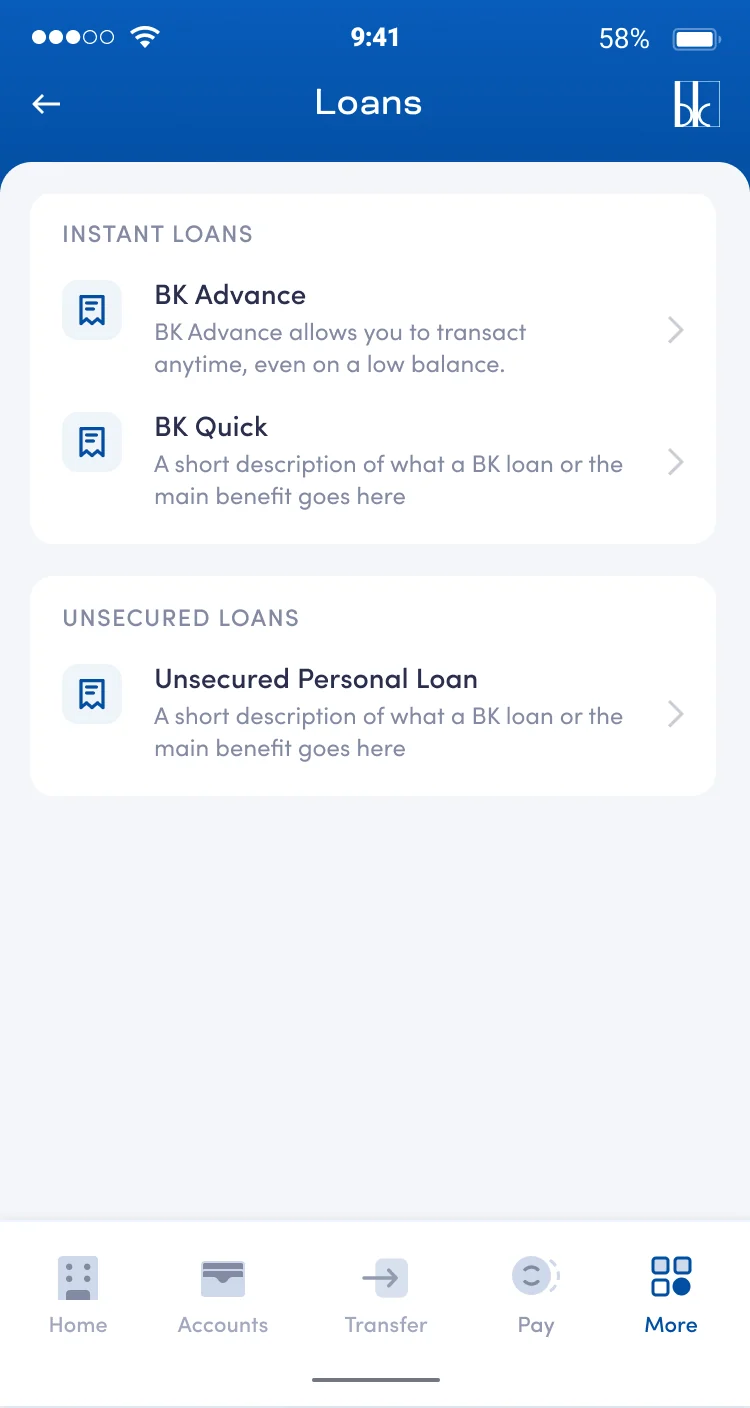 9:41
58%
Loans
bk
INSTANT LOANS
BK Advance
BK Advance allows you to transact
anytime, even on a low balance.
BK Quick
A short description of what a BK loan or the
main benefit goes here
UNSECURED LOANS
Unsecured Personal Loan
A short description of what a BK loan or the
main benefit goes here
Home
Accounts
Transfer
Pay
More